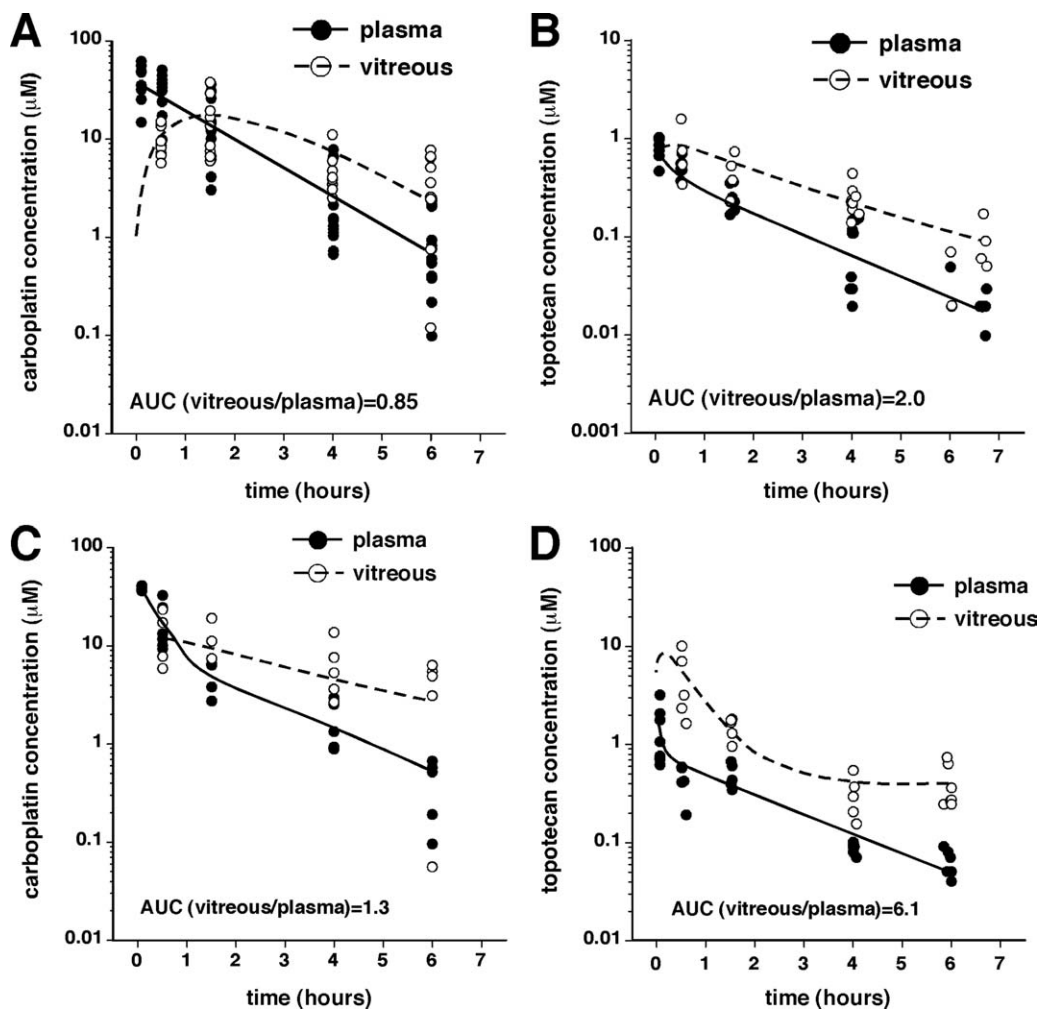 A
carboplatin concentration (μM)
100
10
1
0.1
0.01
plasma
vitreous
AUC (vitreous/plasma)=0.85
0 1 2 3 4 5 6 7
time (hours)
B
topotecan concentration (μM)
10
1
0.1
0.01
0.001
plasma
vitreous
AUC (vitreous/plasma)=2.0
0 1 2 3 4 5 6 7
time (hours)
C
carboplatin concentration (μM)
100
10
1
0.1
0.01
plasma
vitreous
AUC (vitreous/plasma)=1.3
0 1 2 3 4 5 6 7
time (hours)
D
topotecan concentration (μM)
100
10
1
0.1
0.01
plasma
vitreous
AUC (vitreous/plasma)=6.1
0 1 2 3 4 5 6 7
time (hours)